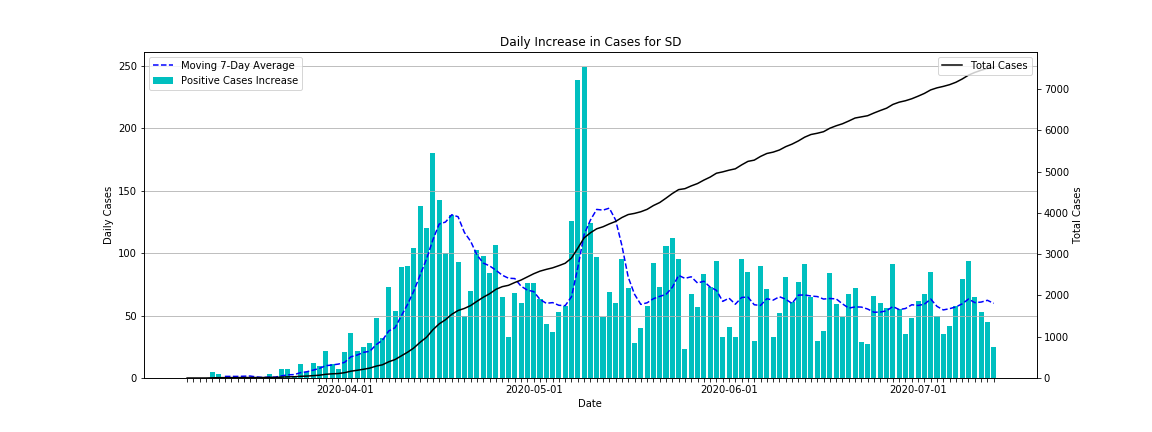 Daily Increase in Cases for SD
Moving 7-Day Average
Positive Cases Increase
Total Cases
250
200
150
100
50
0
Daily Cases
7000
6000
5000
4000
3000
2000
1000
0
Total Cases
2020-04-01
2020-05-01
2020-06-01
2020-07-01
Date